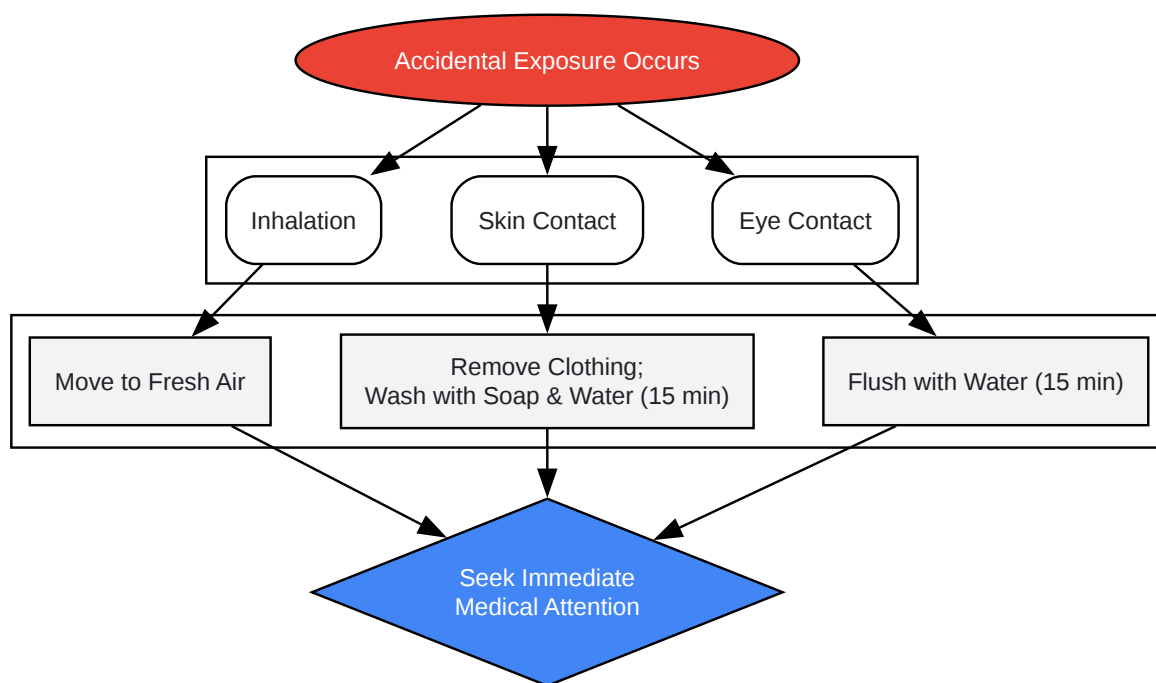 Accidental Exposure Occurs
Inhalation
Skin Contact
Eye Contact
Move to Fresh Air
Remove Clothing;
Wash with Soap & Water (15 min)
Flush with Water (15 min)
Seek Immediate
Medical Attention